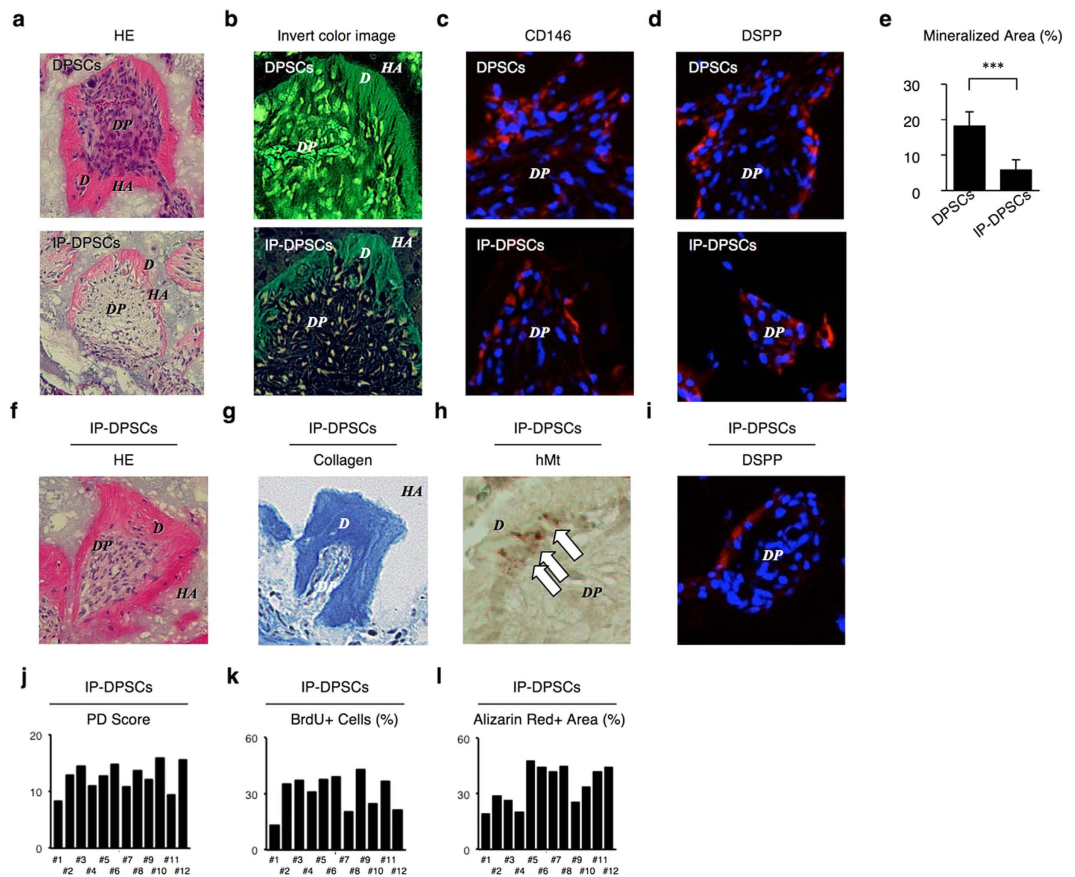 a b c d e
HE Invert color image CD146 DSPP Mineralized Area (%)
DPSCs DPSCs DPSCs DPSCs
HA
D
DP DP DP DP
D HA
***
30
20
10
0
DPSCs IP-DPSCs
IP-DPSCs IP-DPSCs IP-DPSCs IP-DPSCs
D D HA
HA
DP DP DP DP
f g h i
IP-DPSCs IP-DPSCs IP-DPSCs IP-DPSCs
HE Collagen hMt DSPP
HA
D D D
DP DP DP DP
HA
j k l
IP-DPSCs IP-DPSCs IP-DPSCs
PD Score BrdU+ Cells (%) Alizarin Red+ Area (%)
20 60 60
10 30 30
0 0 0
#1 #3 #5 #7 #9 #11 #1 #3 #5 #7 #9 #11 #1 #3 #5 #7 #9 #11
#2 #4 #6 #8 #10 #12 #2 #4 #6 #8 #10 #12 #2 #4 #6 #8 #10 #12